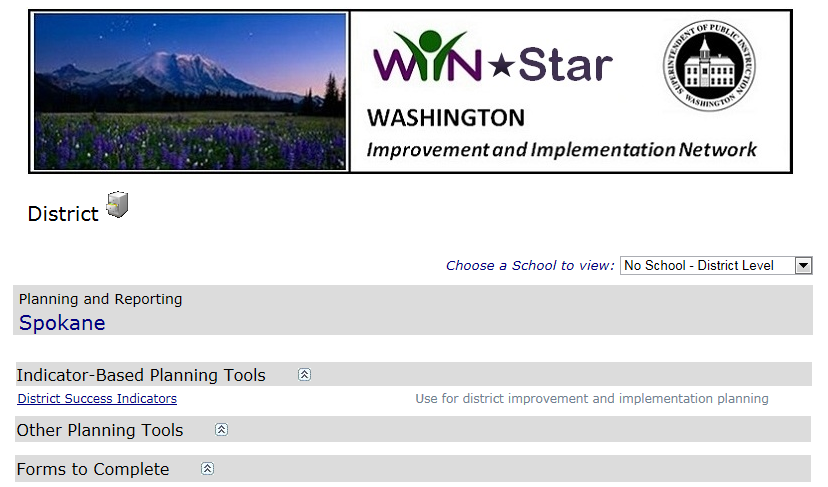 WIN★Star
SUPERINTENDENT OF PUBLIC INSTRUCTION
WASHINGTON
WASHINGTON
Improvement and Implementation Network
District
Choose a School to view: No School - District Level
Planning and Reporting
Spokane
Indicator-Based Planning Tools
District Success Indicators Use for district improvement and implementation planning
Other Planning Tools
Forms to Complete